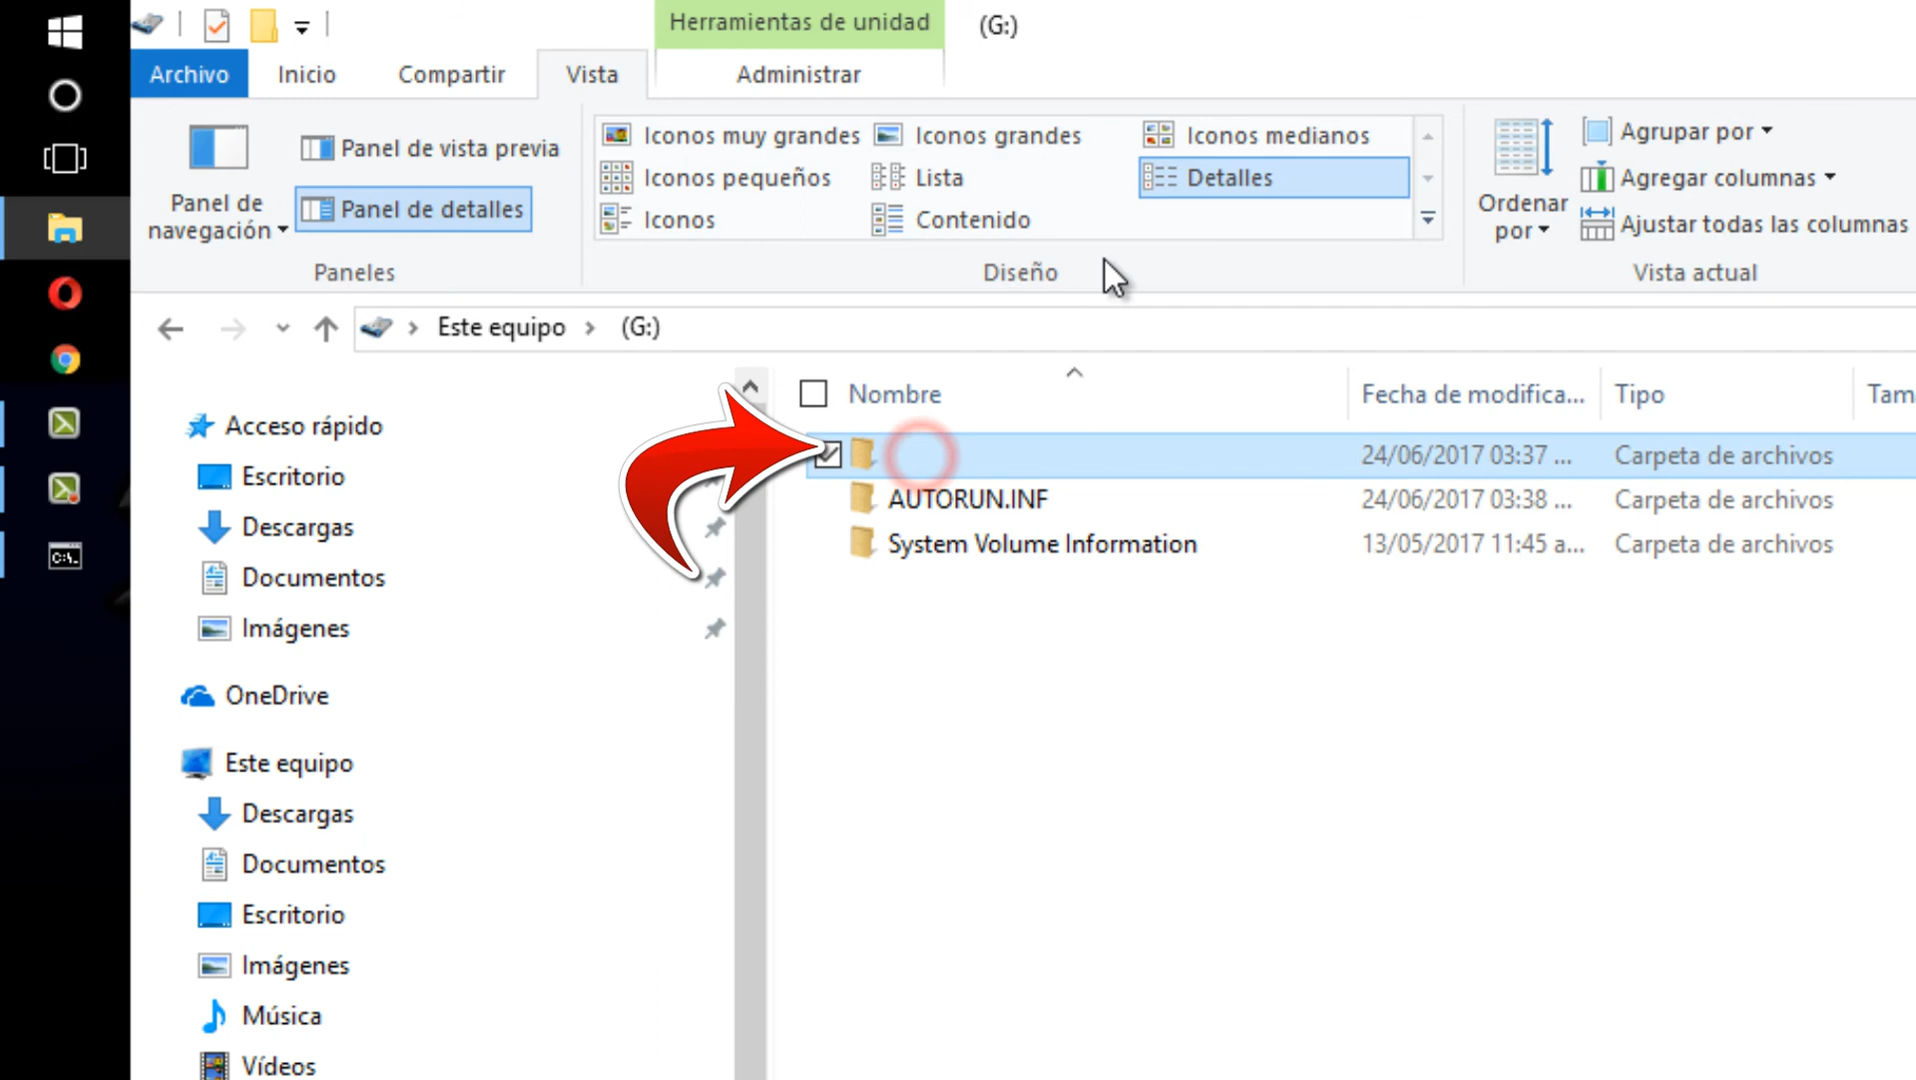 Herramientas de unidad
(G:)
Archivo
Inicio
Compartir
Vista
Administrar
Panel de navegación
Panel de vista previa
Panel de detalles
Paneles
Iconos muy grandes
Iconos grandes
Iconos medianos
Iconos pequeños
Lista
Detalles
Iconos
Contenido
Diseño
Ordenar por
Agrupar por
Agregar columnas
Ajustar todas las columnas
Vista actual
Este equipo
(G:)
Nombre
Fecha de modifica...
Tipo
Tama
24/06/2017 03:37 ...
Carpeta de archivos
AUTORUN.INF
24/06/2017 03:38 ...
Carpeta de archivos
System Volume Information
13/05/2017 11:45 a...
Carpeta de archivos
Acceso rápido
Escritorio
Descargas
Documentos
Imágenes
OneDrive
Este equipo
Descargas
Documentos
Escritorio
Imágenes
Música
Vídeos
C:\.